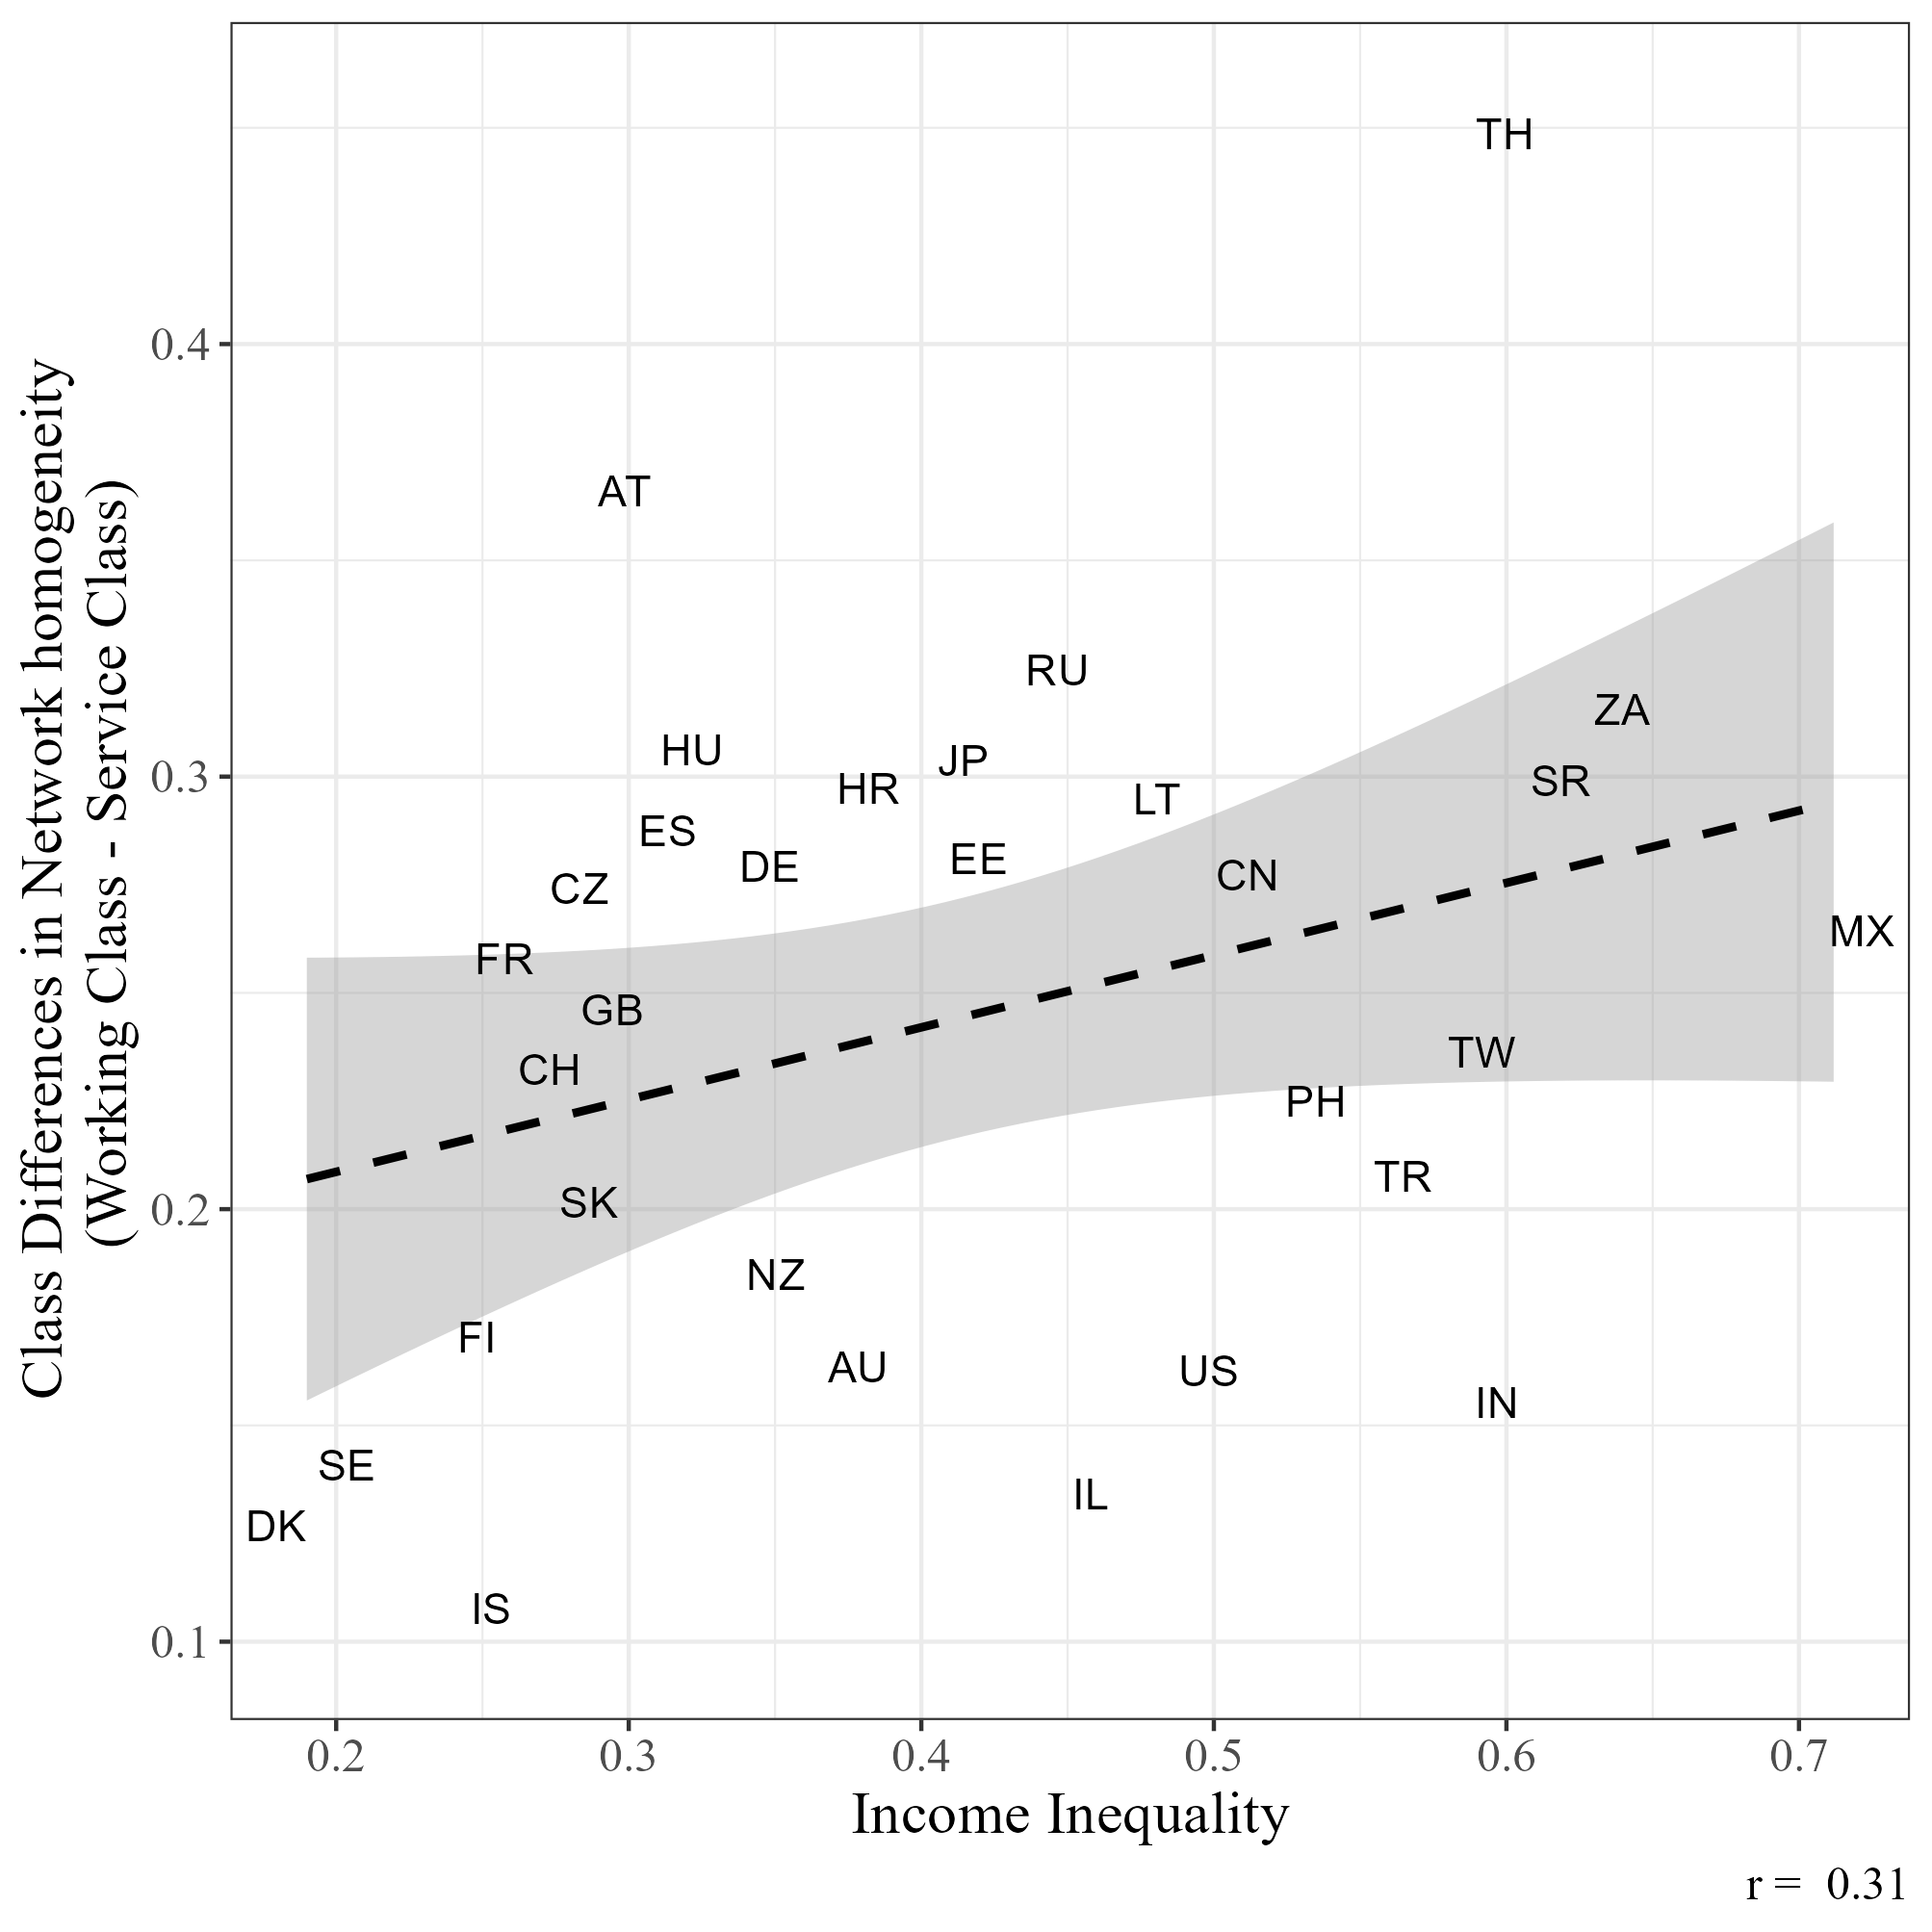 Class Differences in Network homogeneity
(Working Class - Service Class)
0.4
0.3
0.2
0.1
TH
AT
RU
ZA
HU
JP
SR
HR
LT
ES
EE
DE
CN
CZ
MX
FR
GB
TW
CH
PH
TR
SK
NZ
FI
AU
US
IN
SE
IL
DK
IS
0.2 0.3 0.4 0.5 0.6 0.7
Income Inequality
r = 0.31